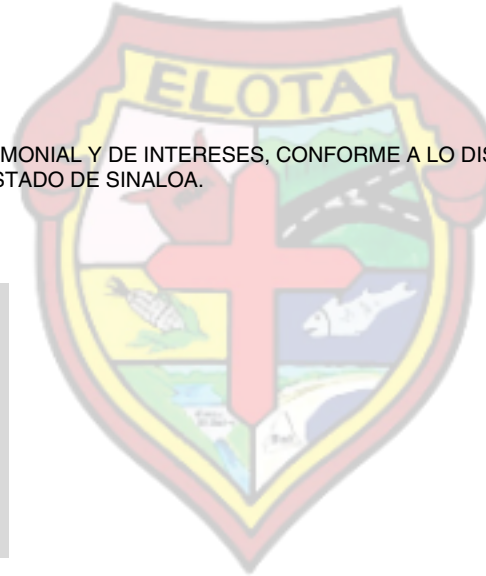 ELOTA
MONIAL Y DE INTERESES, CONFORME A LO DIS
STADO DE SINALOA.